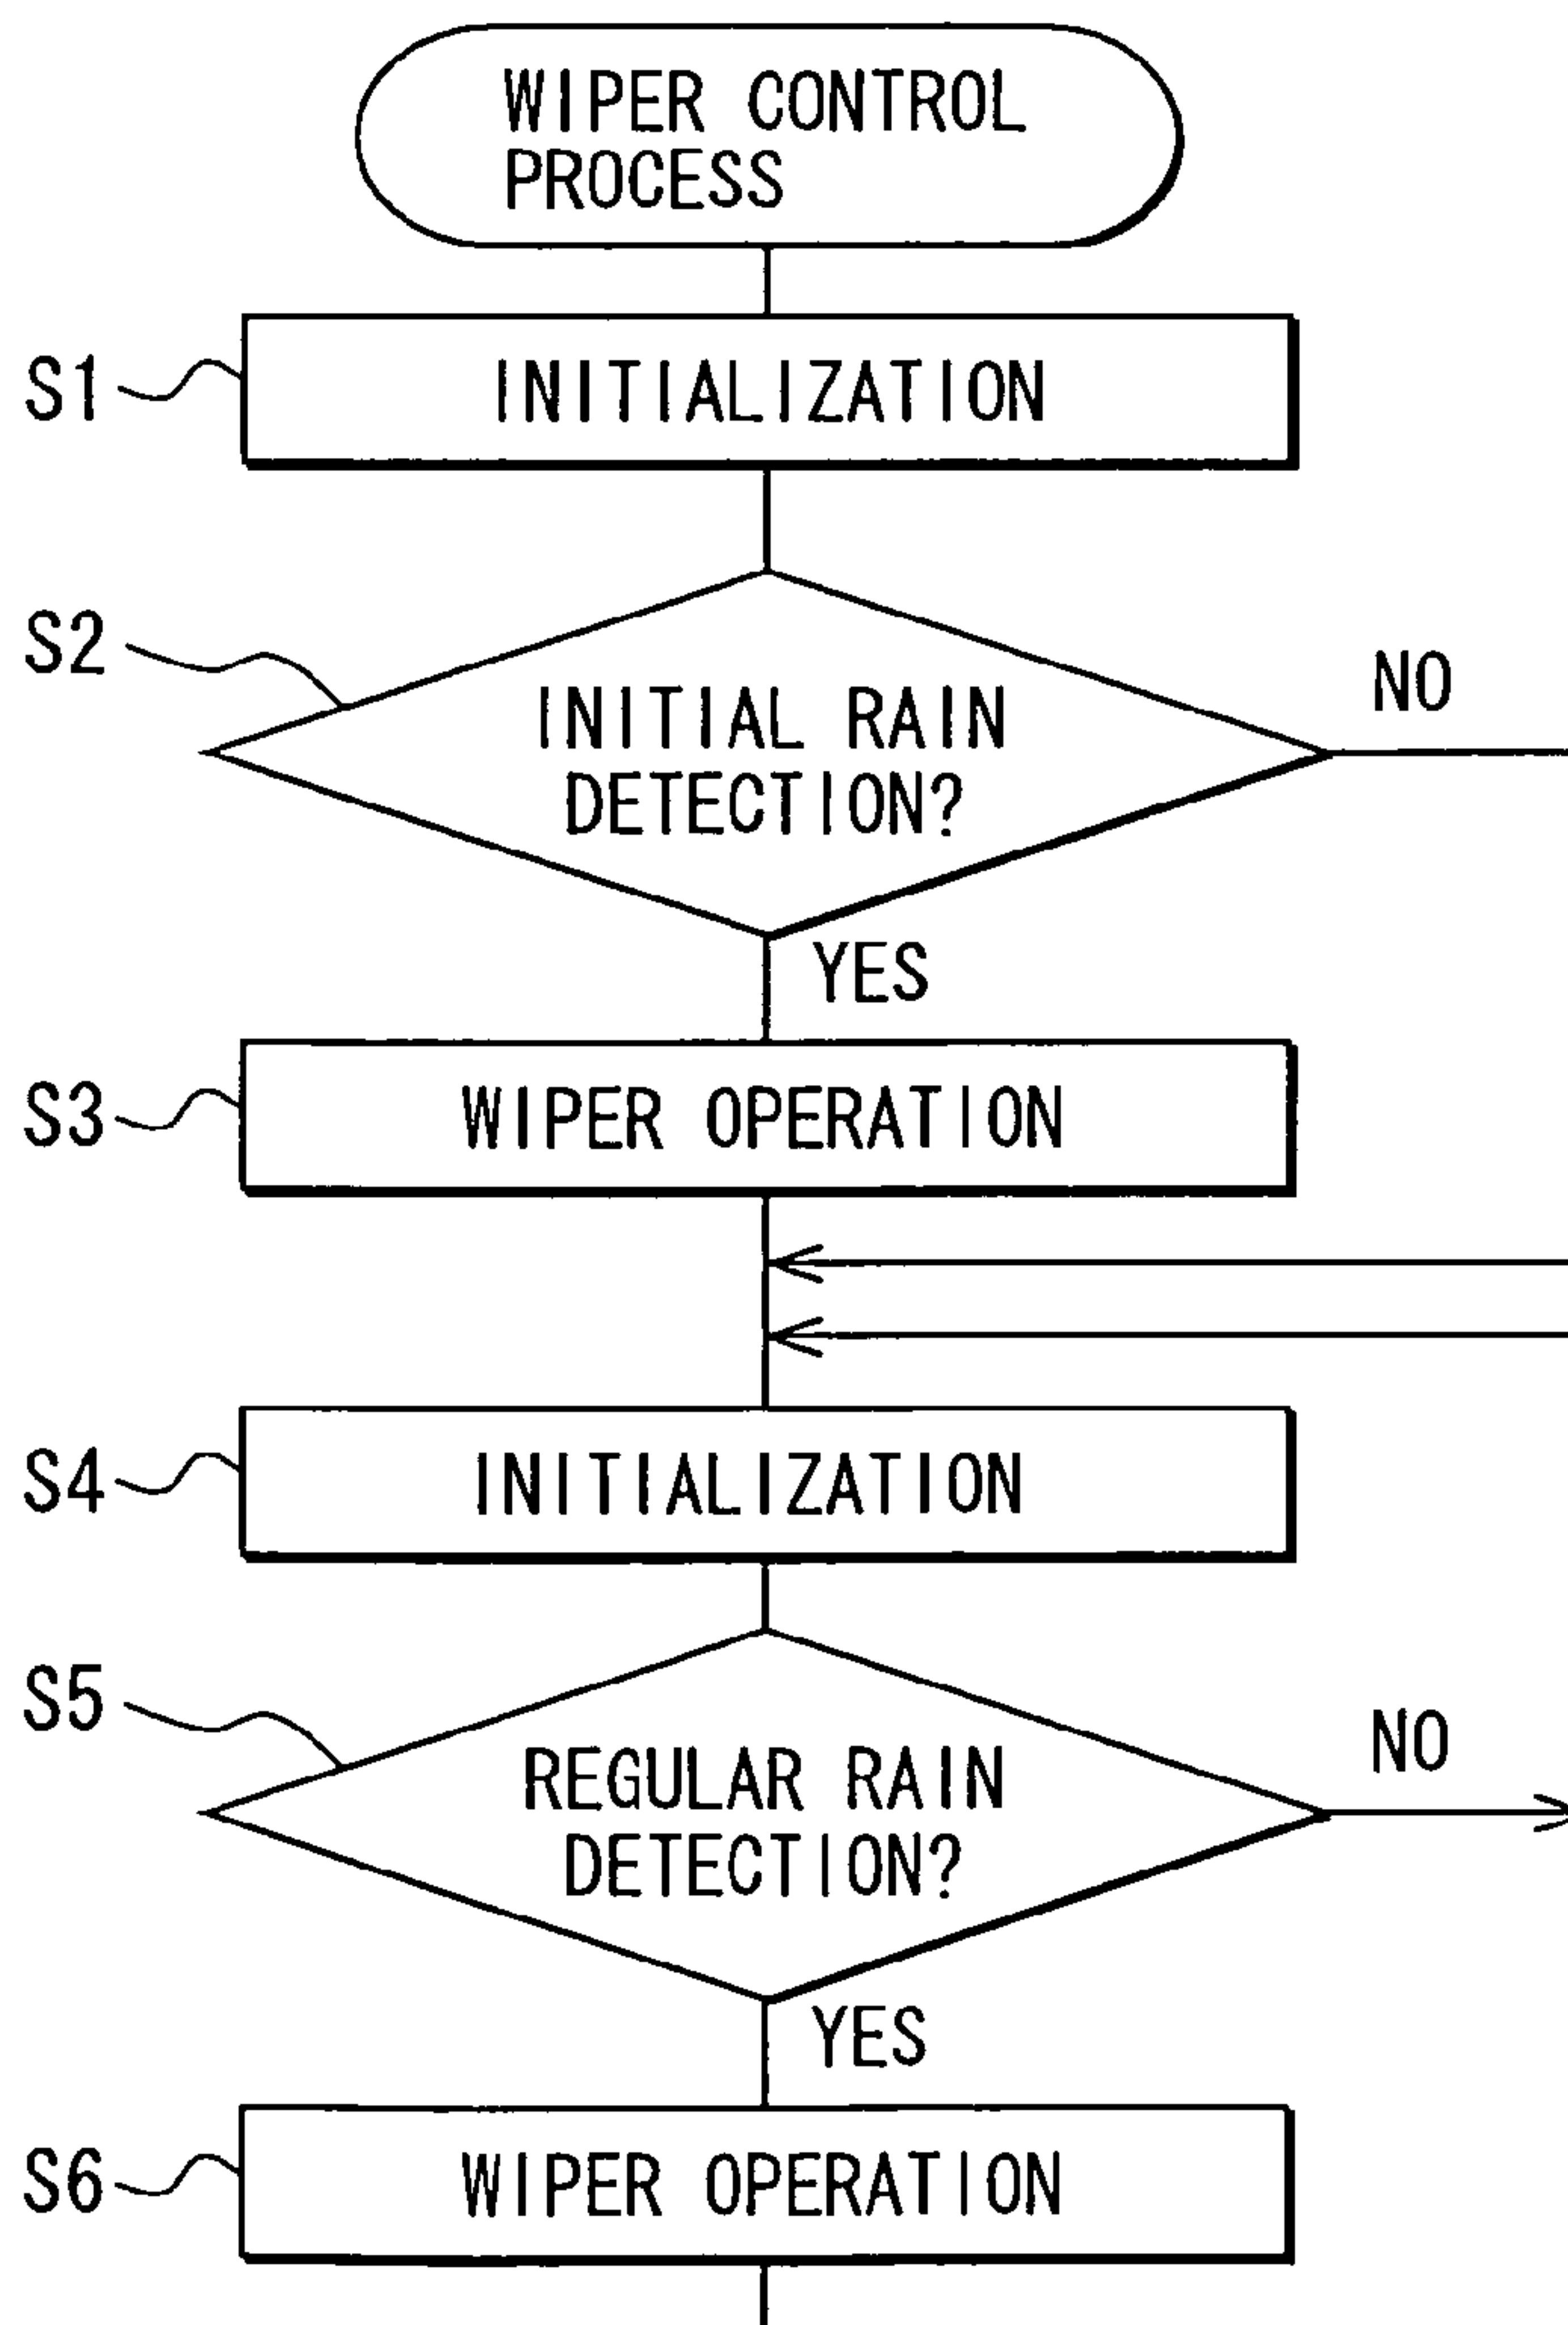 WIPER CONTROL
PROCESS
S1
INITIALIZATION
S2
INITIAL RAIN
DETECTION?
NO
YES
S3
WIPER OPERATION
S4
INITIALIZATION
S5
REGULAR RAIN
DETECTION?
NO
YES
S6
WIPER OPERATION